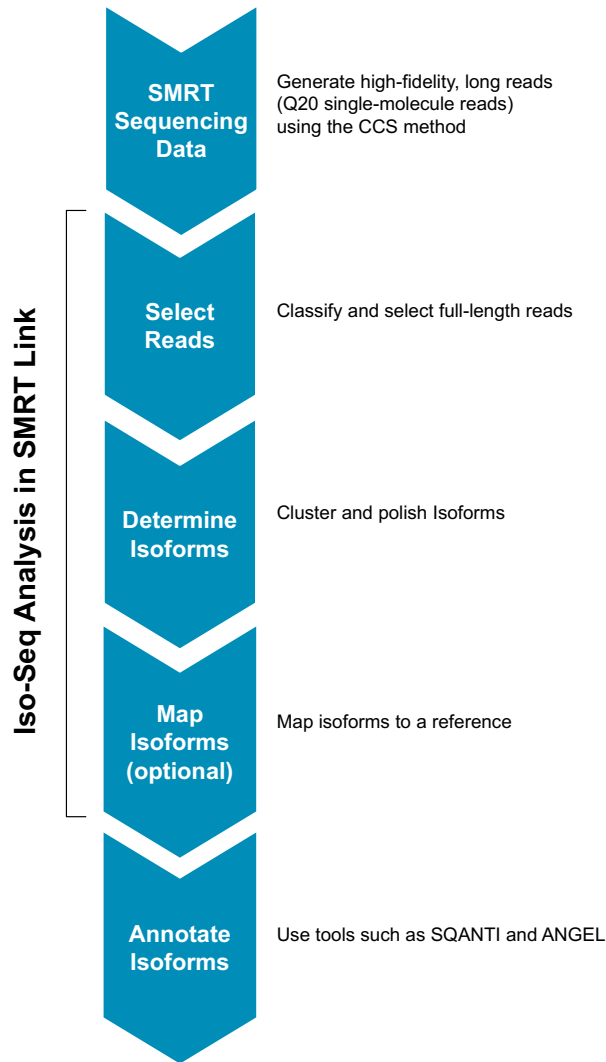 SMRT
Sequencing
Data
Generate high-fidelity, long reads
(Q20 single-molecule reads)
using the CCS method
Iso-Seq Analysis in SMRT Link
Select
Reads
Classify and select full-length reads
Determine
Isoforms
Cluster and polish Isoforms
Map
Isoforms
(optional)
Map isoforms to a reference
Annotate
Isoforms
Use tools such as SQANTI and ANGEL